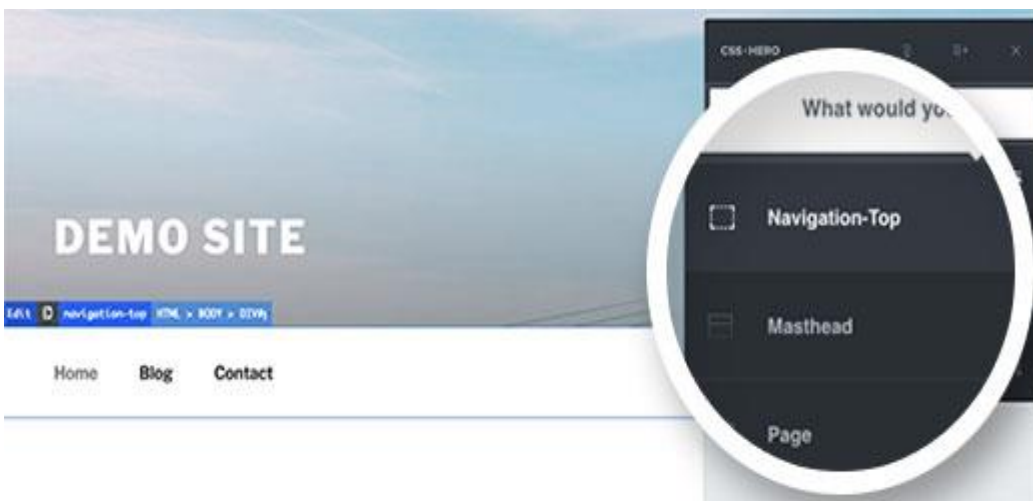 CSS-HERO
What would you
Navigation-Top
DEMO SITE
Edit navigation-top HTML > BODY > DIV#
Masthead
Home Blog Contact
Page